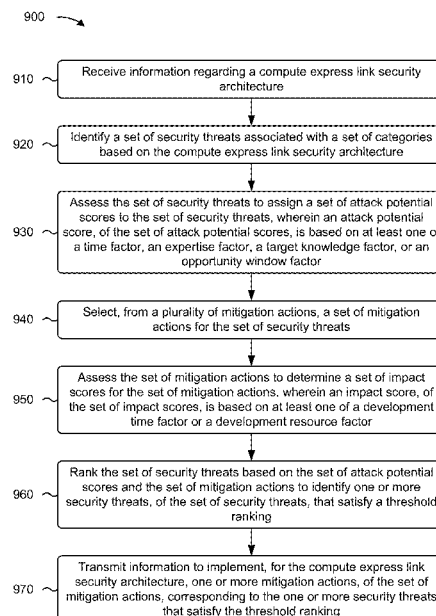 900
910
Receive information regarding a compute express link security
architecture
920
Identify a set of security threats associated with a set of categories
based on the compute express link security architecture
930
Assess the set of security threats to assign a set of attack potential
scores to the set of security threats, wherein an attack potential
score, of the set of attack potential scores, is based on at least one o
a time factor, an expertise factor, a target knowledge factor, or an
opportunity window factor
940
Select, from a plurality of mitigation actions, a set of mitigation
actions for the set of security threats
950
Assess the set of mitigation actions to determine a set of impact
scores for the set of mitigation actions, wherein an impact score, of
the set of impact scores, is based on at least one of a development
time factor or a development resource factor
960
Rank the set of security threats based on the set of attack potential
scores and the set of mitigation actions to identify one or more
security threats, of the set of security threats, that satisfy a threshold
ranking
970
Transmit information to implement, for the compute express link
security architecture, one or more mitigation actions, of the set of
mitigation actions, corresponding to the one or more security threats
that satisfy the threshold ranking